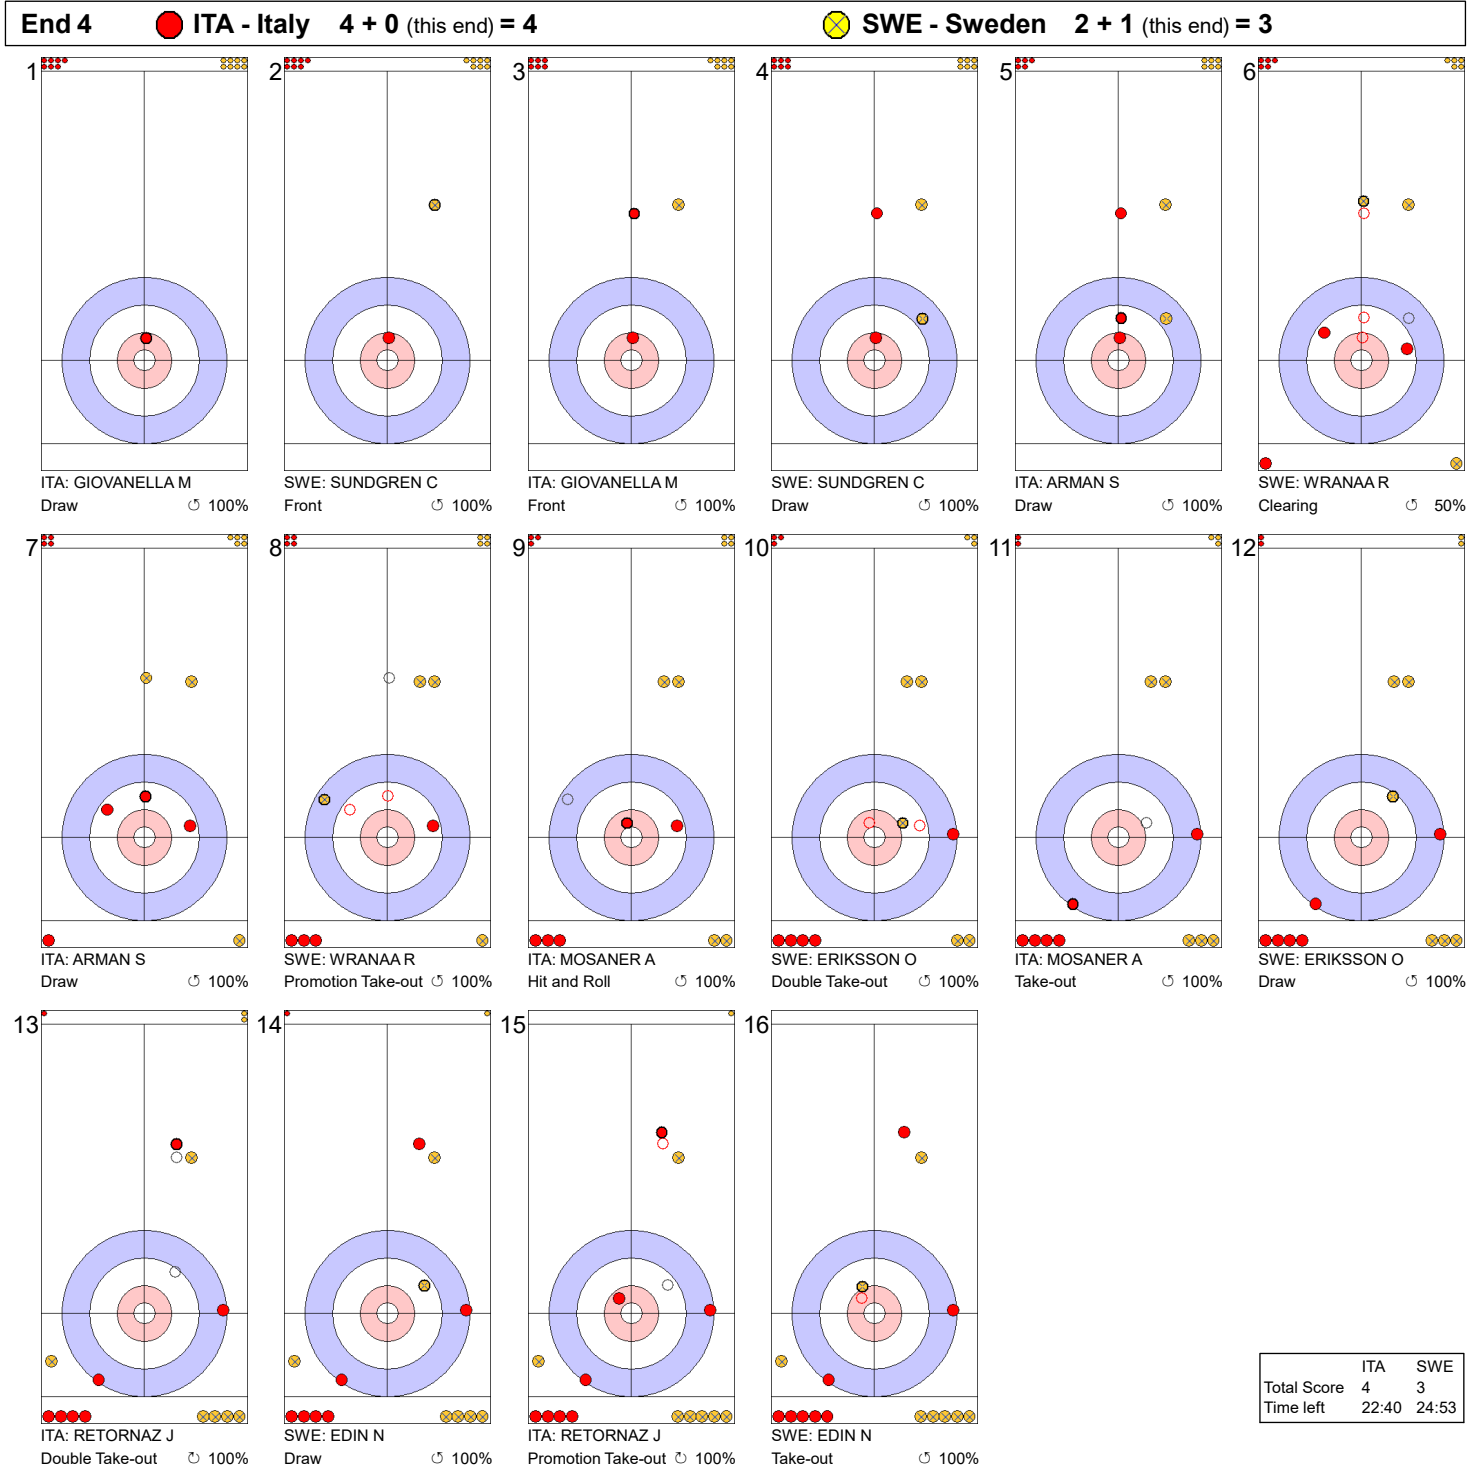 End 4 ITA - Italy 4 + 0 (this end) = 4 SWE - Sweden 2 + 1 (this end) = 3
1 2 3 4 5 6
ITA: GIOVANELLA M SWE: SUNDGREN C ITA: GIOVANELLA M SWE: SUNDGREN C ITA: ARMAN S SWE: WRANAA R
Draw ↺ 100% Front ↺ 100% Front ↺ 100% Draw ↺ 100% Draw ↺ 100% Clearing ↺ 50%
7 8 9 10 11 12
ITA: ARMAN S SWE: WRANAA R ITA: MOSANER A SWE: ERIKSSON O ITA: MOSANER A SWE: ERIKSSON O
Draw ↺ 100% Promotion Take-out ↺ 100% Hit and Roll ↺ 100% Double Take-out ↺ 100% Take-out ↺ 100% Draw ↺ 100%
13 14 15 16
ITA SWE
Total Score 4 3
Time left 22:40 24:53
ITA: RETORNAZ J SWE: EDIN N ITA: RETORNAZ J SWE: EDIN N
Double Take-out ↻ 100% Draw ↺ 100% Promotion Take-out ↻ 100% Take-out ↺ 100%